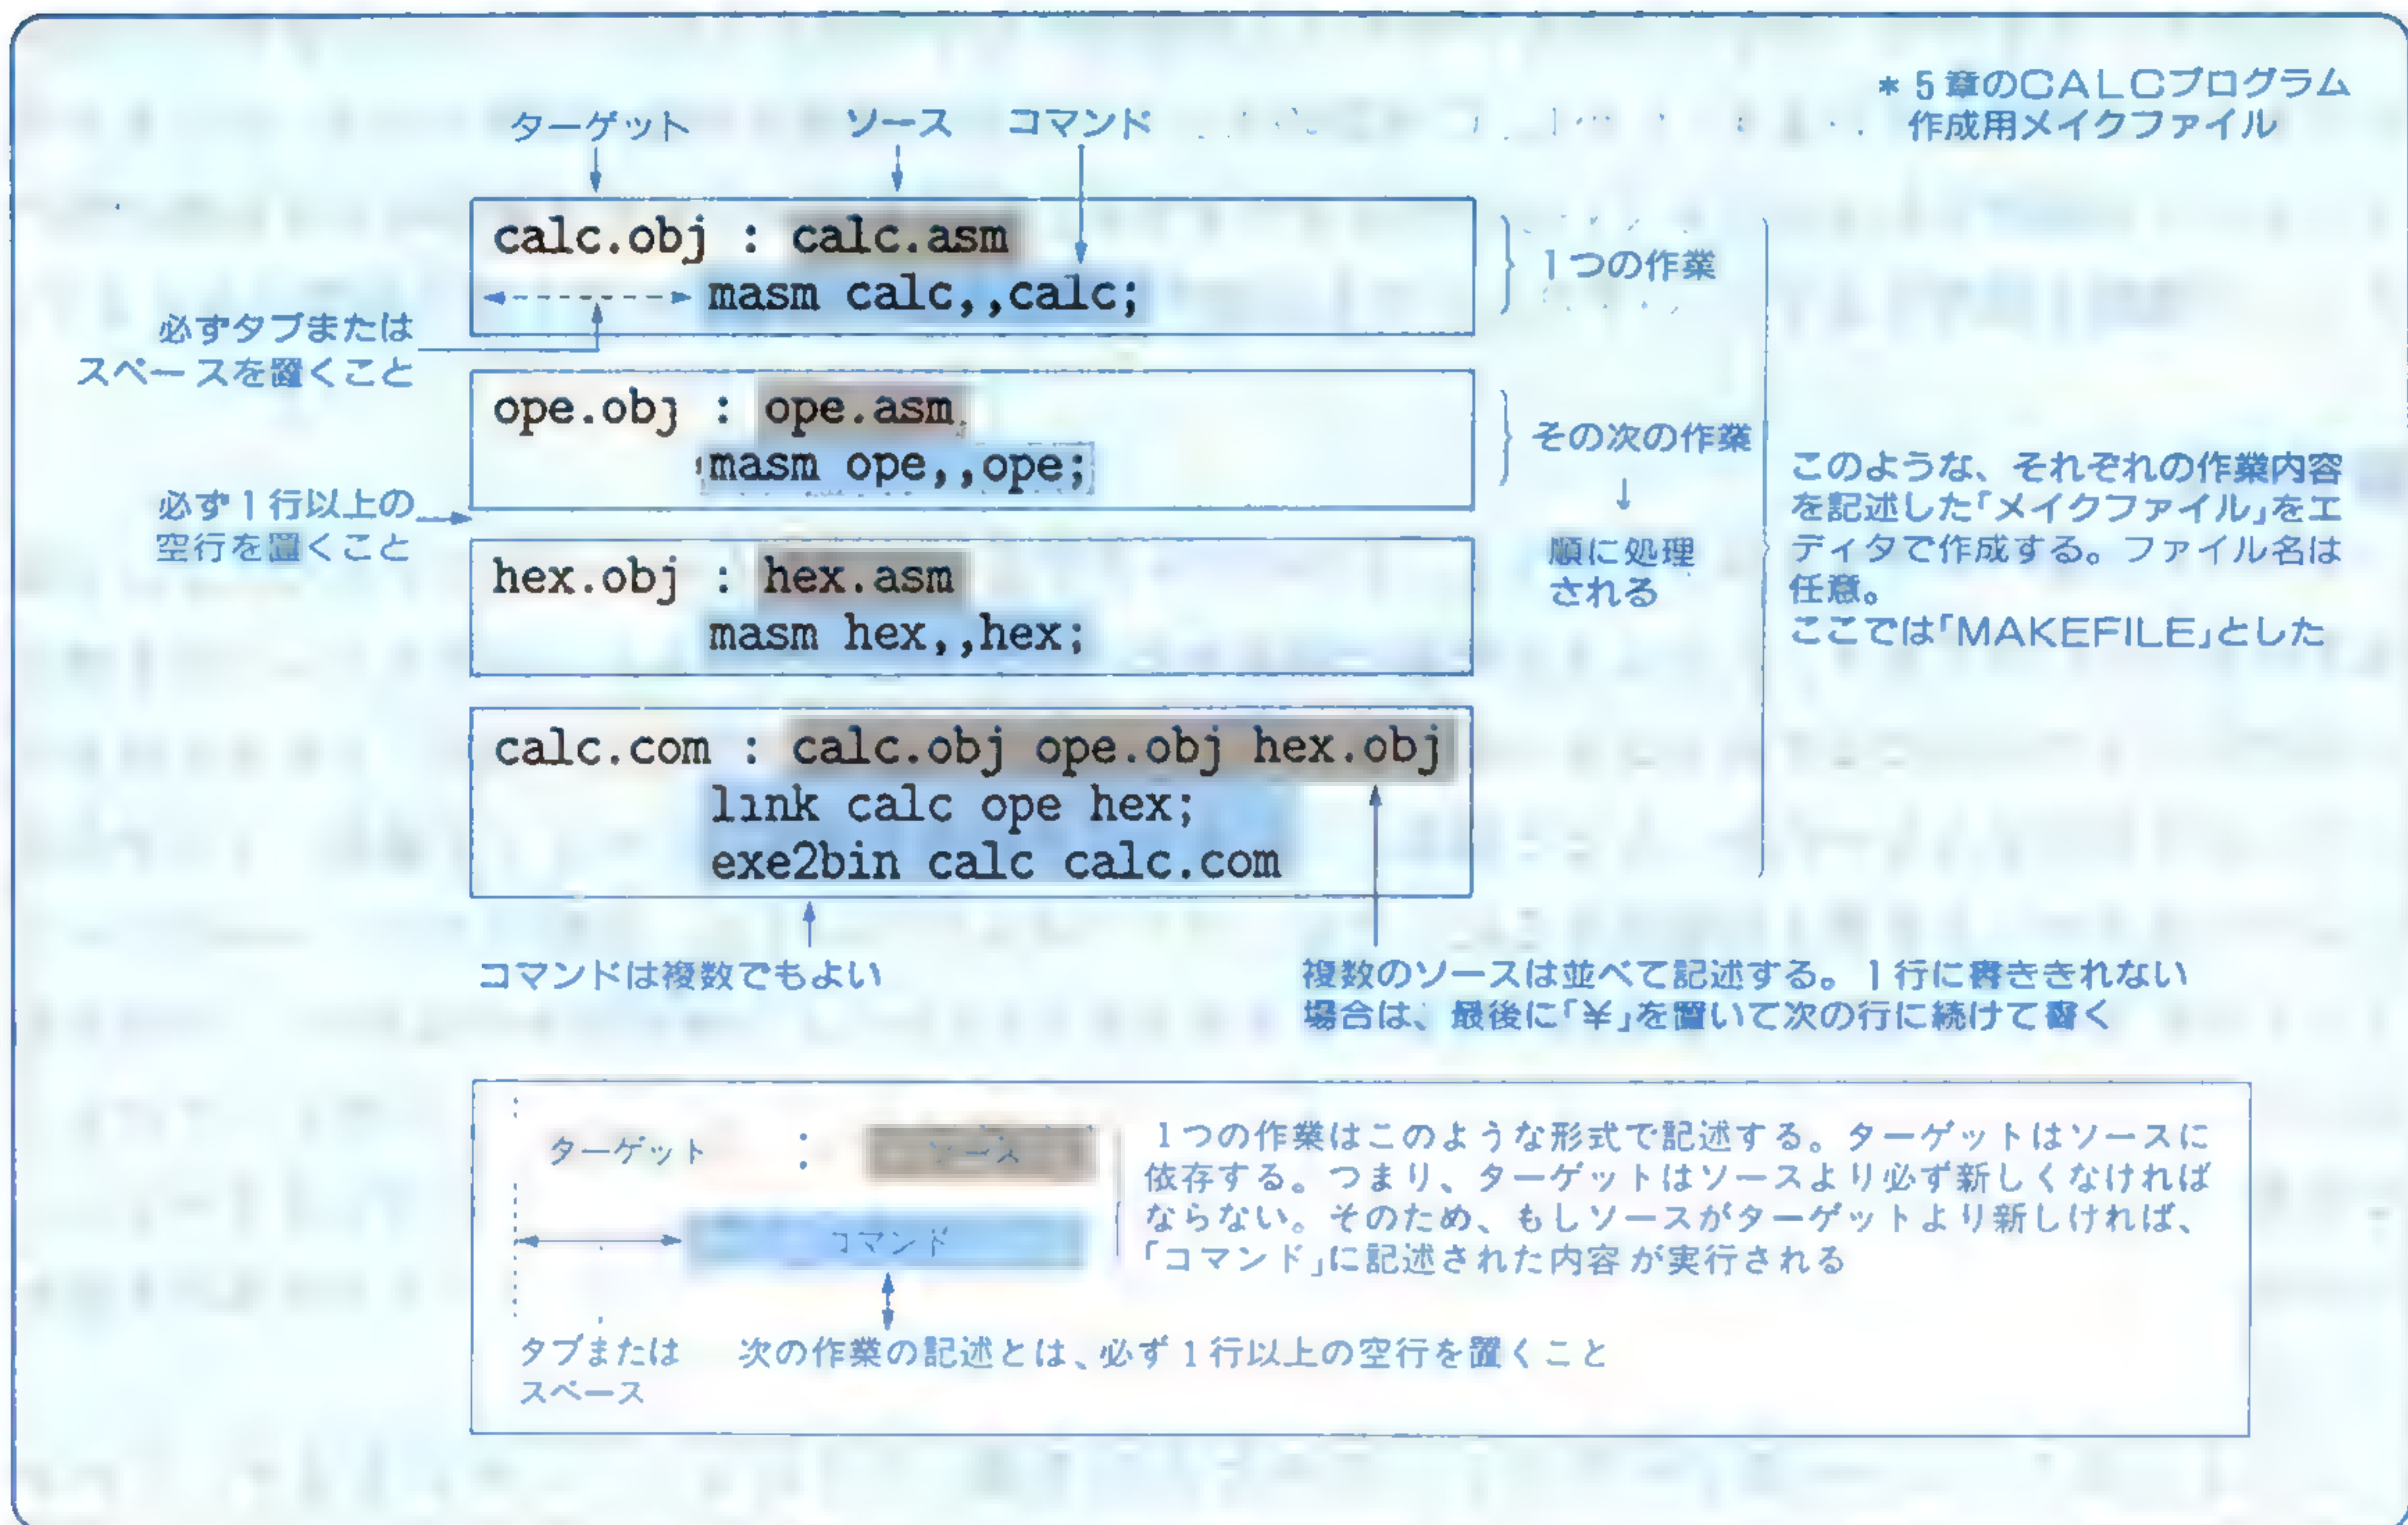 *5章のCALCプログラム
作成用メイクファイル
ターゲット ソース コマンド
calc.obj : calc.asm
masm calc,,calc;
1つの作業
必ずタブまたは
スペースを置くこと
ope.obj : ope.asm
masm ope,,ope;
その次の作業
↓
順に処理
される
必ず1行以上の
空行を置くこと
hex.obj : hex.asm
masm hex,,hex;
calc.com : calc.obj ope.obj hex.obj
link calc ope hex;
exe2bin calc calc.com
このような、それぞれの作業内容
を記述した「メイクファイル」をエ
ディタで作成する。ファイル名は
任意。
ここでは「MAKEFILE」とした
コマンドは複数でもよい
複数のソースは並べて記述する。1行に書ききれない
場合は、最後に「¥」を置いて次の行に続けて書く
ターゲット : ソース
コマンド
1つの作業はこのような形式で記述する。ターゲットはソースに
依存する。つまり、ターゲットはソースより必ず新しくなければ
ならない。そのため、もしソースがターゲットより新しければ、
「コマンド」に記述された内容が実行される
タブまたは
スペース
次の作業の記述とは、必ず1行以上の空行を置くこと